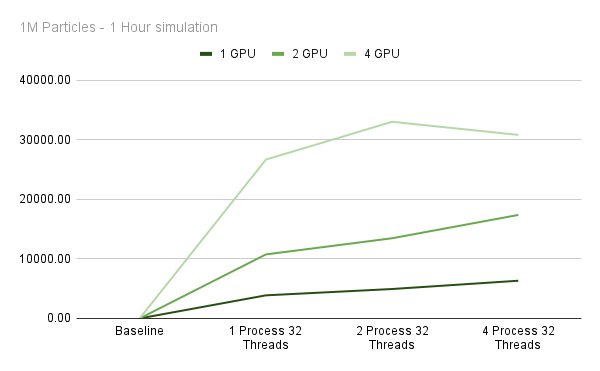 1M Particles - 1 Hour simulation
1 GPU 2 GPU 4 GPU
40000.00
30000.00
20000.00
10000.00
0.00
Baseline
1 Process 32
Threads
2 Process 32
Threads
4 Process 32
Threads